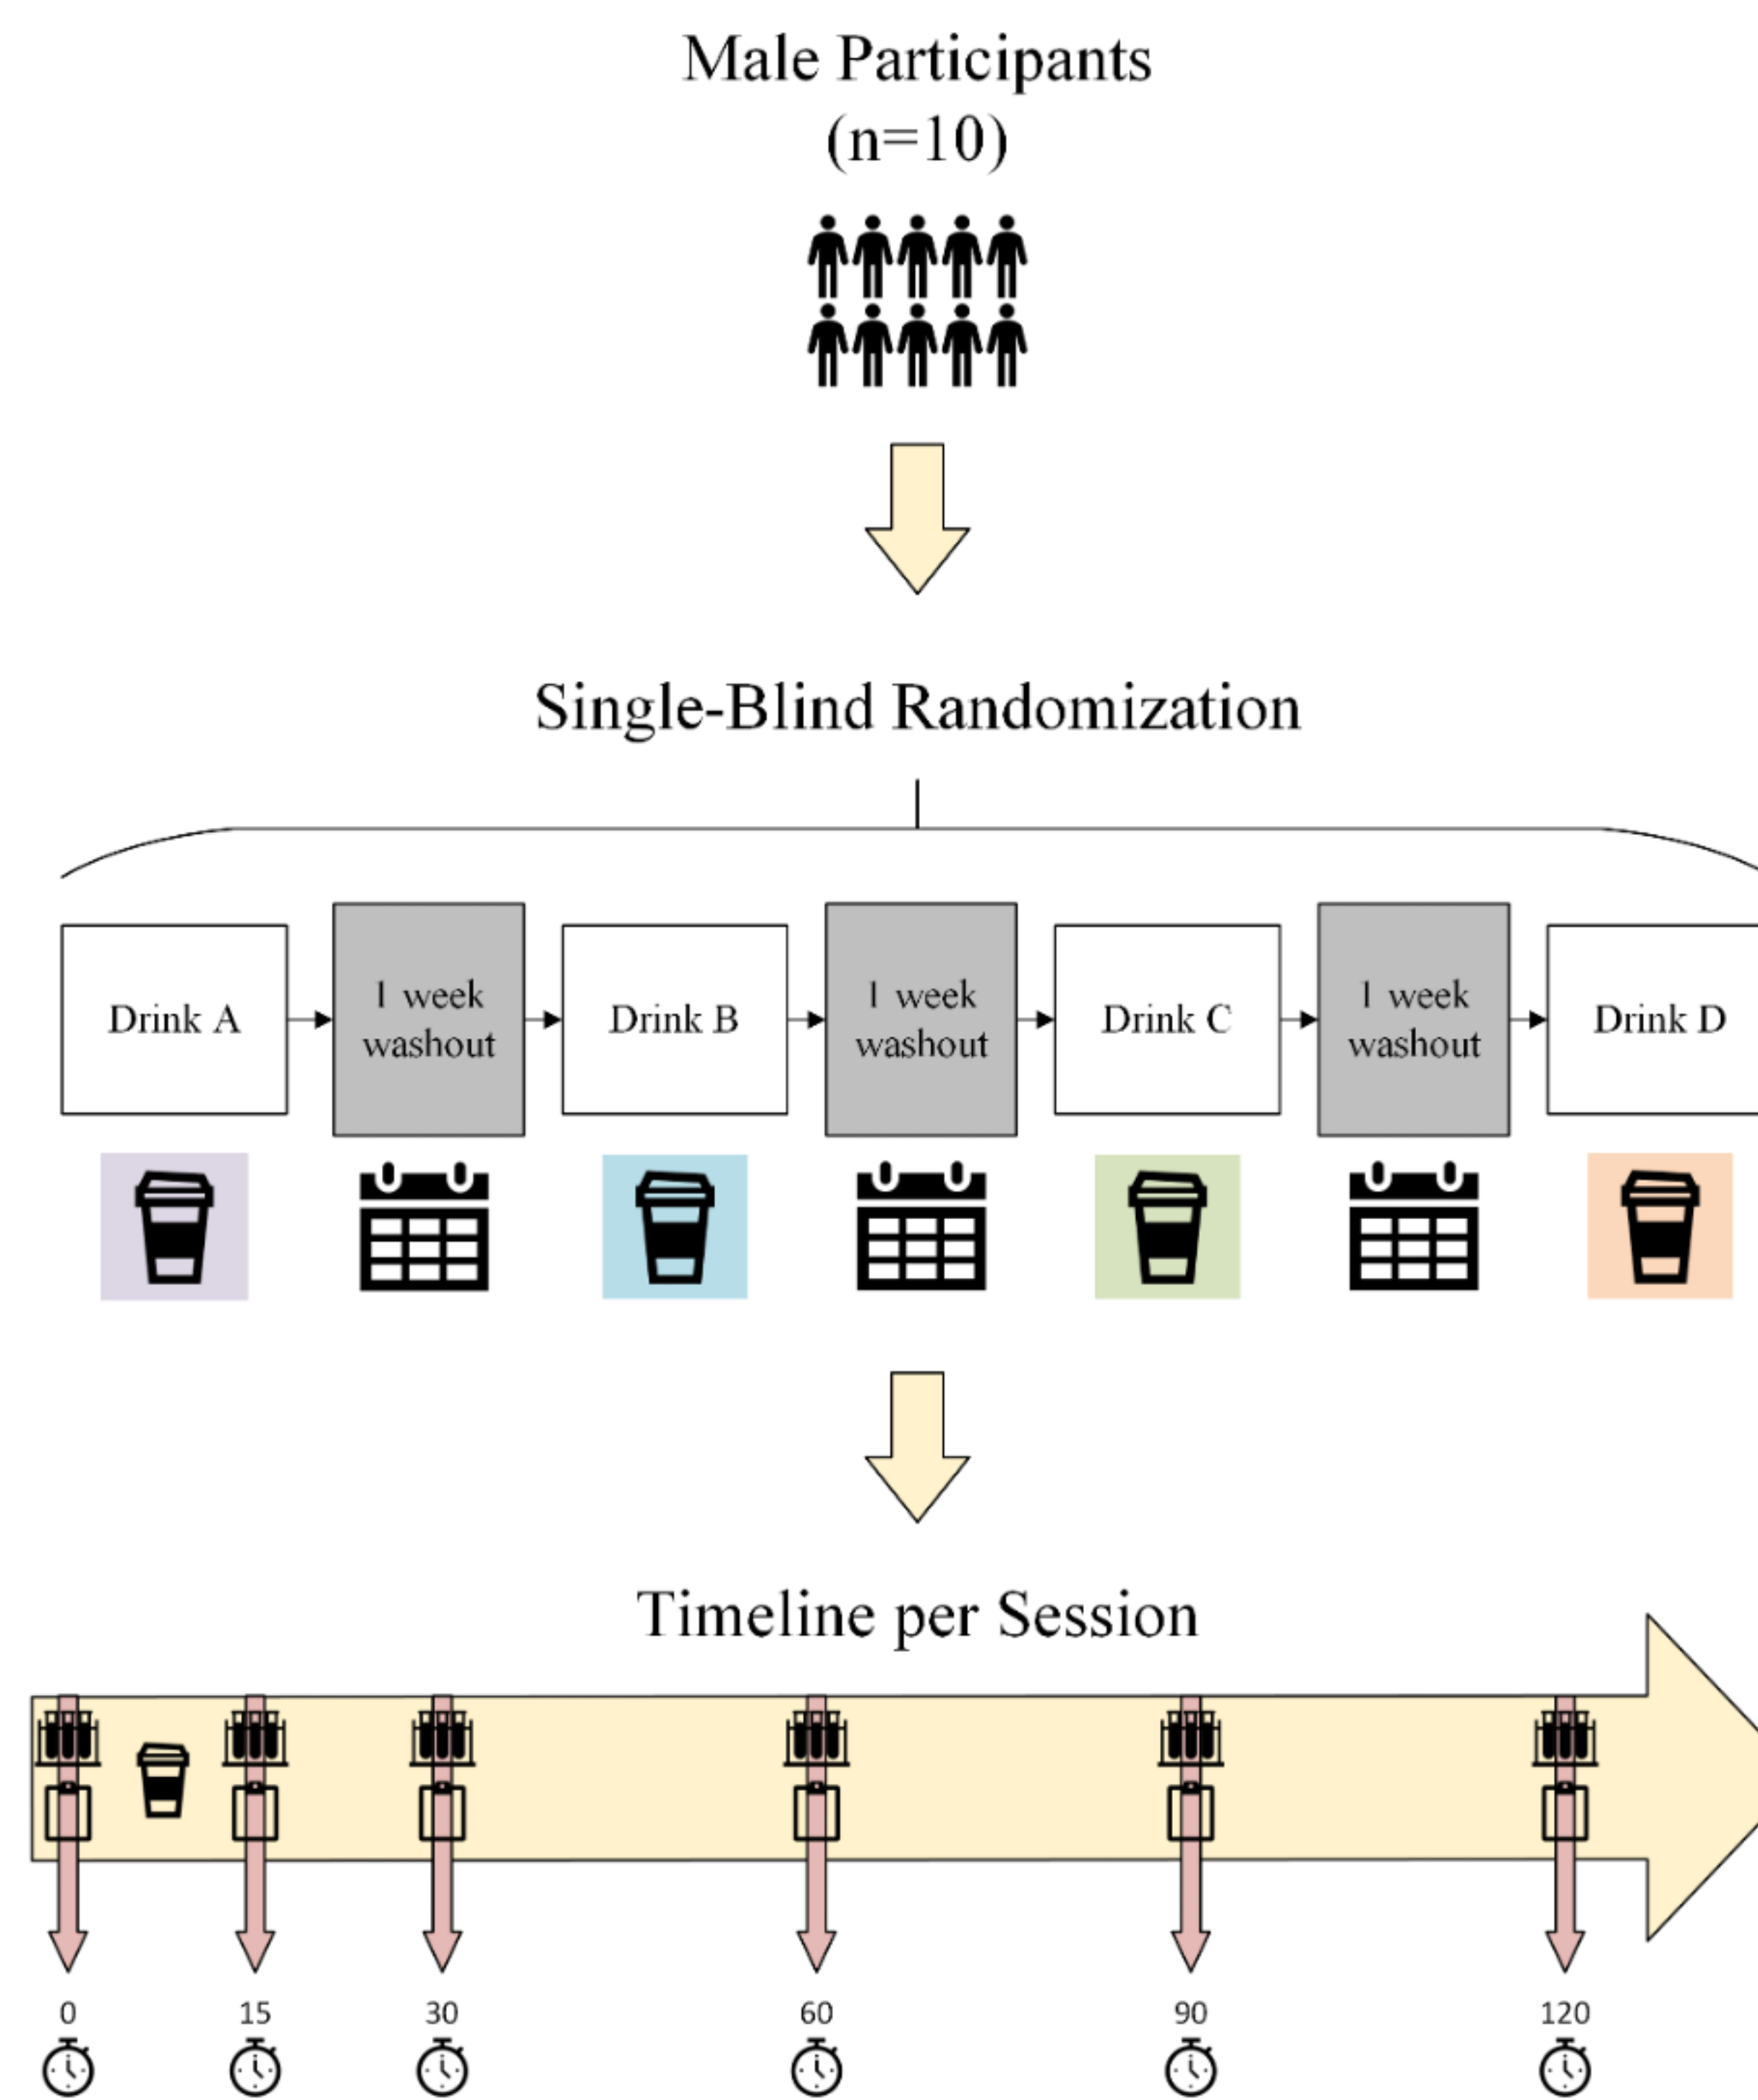 Male Participants
(n=10)
Single-Blind Randomization
Drink A
1 week
washout
Drink B
1 week
washout
Drink C
1 week
washout
Drink D
Timeline per Session
0
15
30
60
90
120